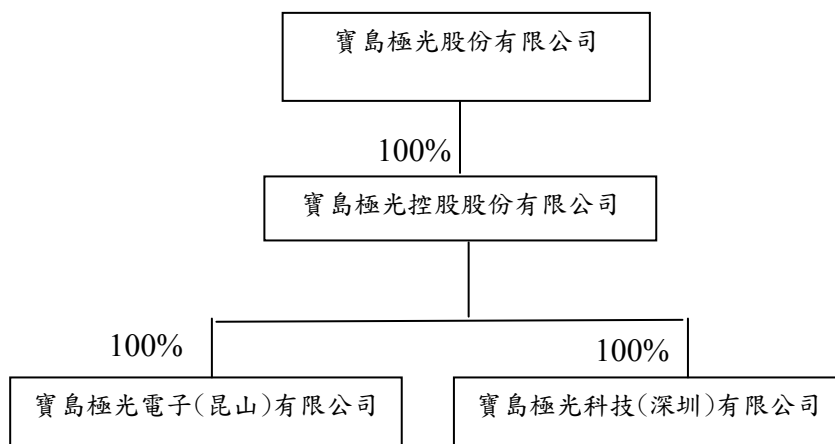 寶島極光股份有限公司
100%
寶島極光控股股份有限公司
100%
100%
寶島極光電子(昆山)有限公司
寶島極光科技(深圳)有限公司